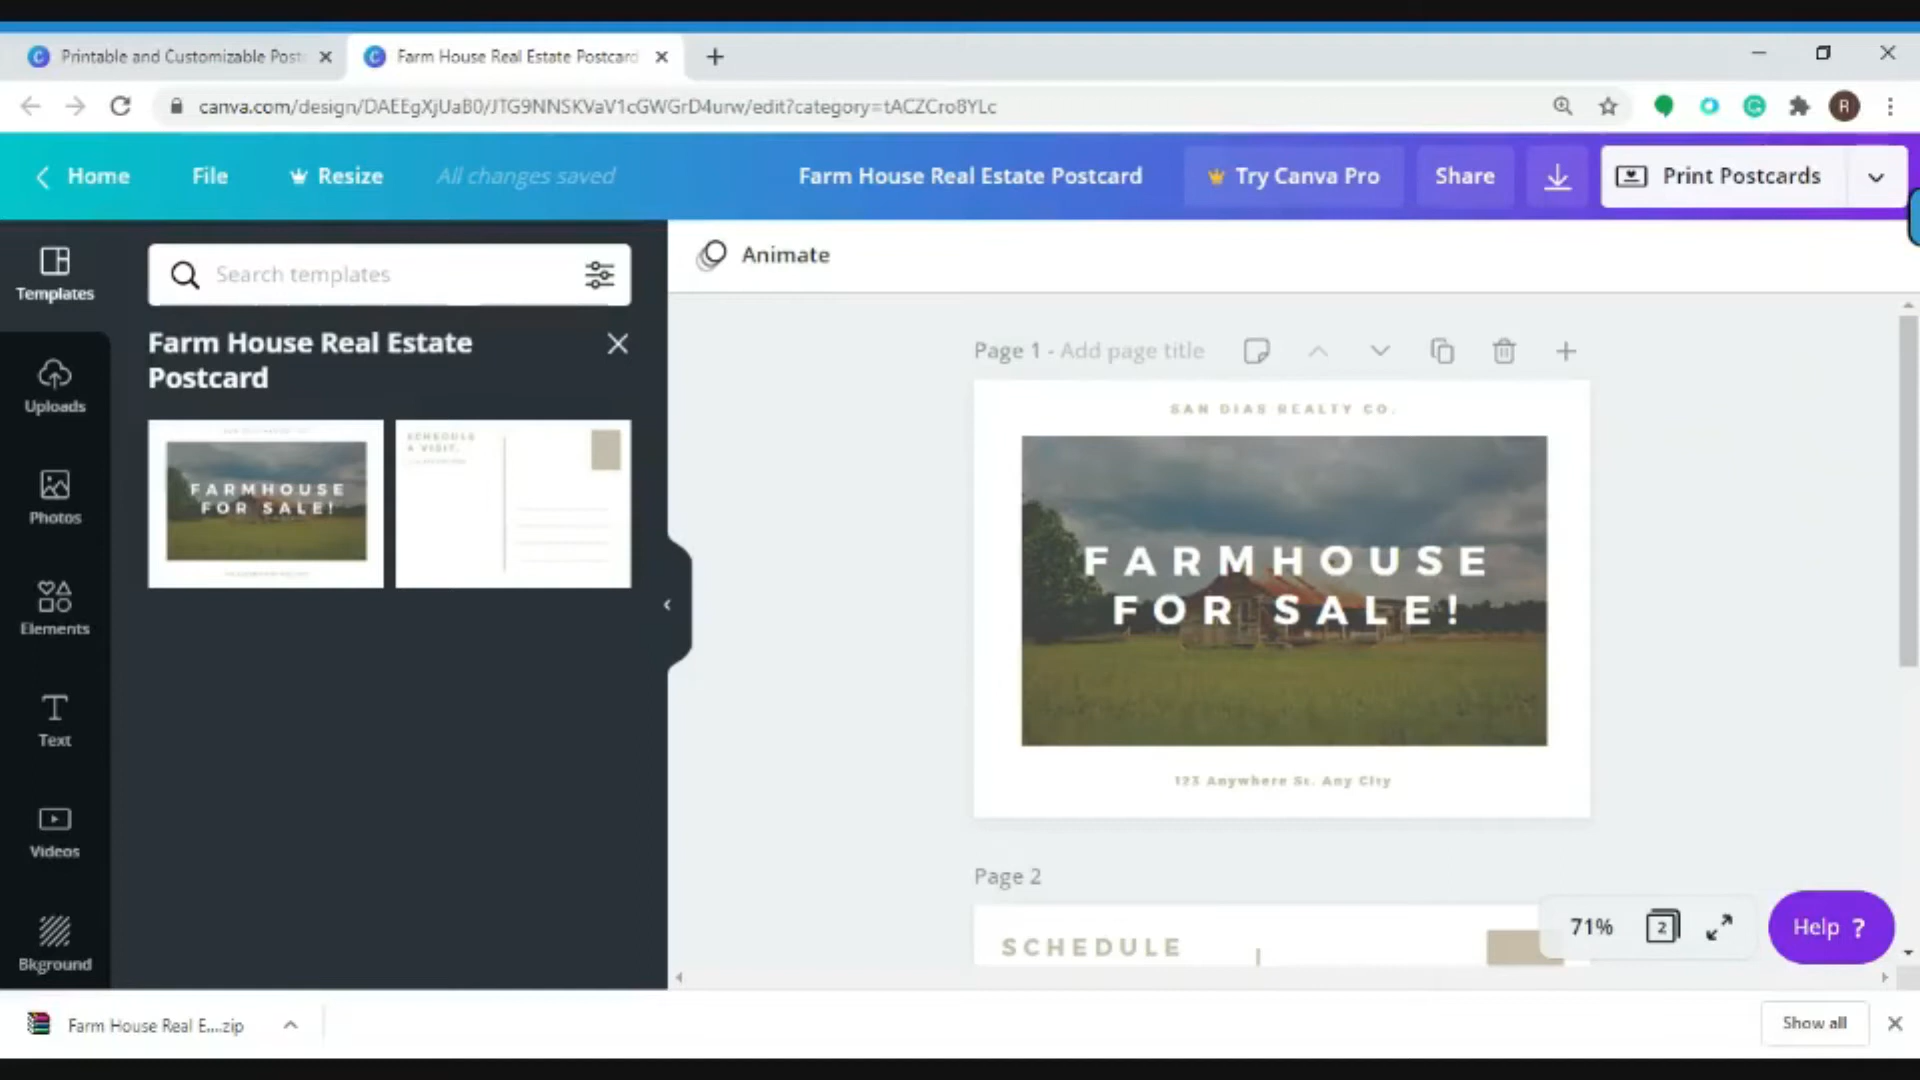 Printable and Customizable Post
Farm House Real Estate Postcard
canva.com/design/DAEEgXjUaB0/JTG9NNSKVaV1cGWGrD4urw/edit?category=tACZCro8YLc
R
Home
File
Resize
All changes saved
Farm House Real Estate Postcard
Try Canva Pro
Share
Print Postcards
Templates
Uploads
Photos
Elements
Text
Videos
Bkground
Search templates
Farm House Real Estate
Postcard
FARMHOUSE
FOR SALE!
SCHEDULE
A VISIT.
Animate
Page 1 - Add page title
SAN DIAS REALTY CO.
FARMHOUSE
FOR SALE!
123 Anywhere St. Any City
Page 2
SCHEDULE
71%
2
Help ?
Farm House Real E....zip
Show all